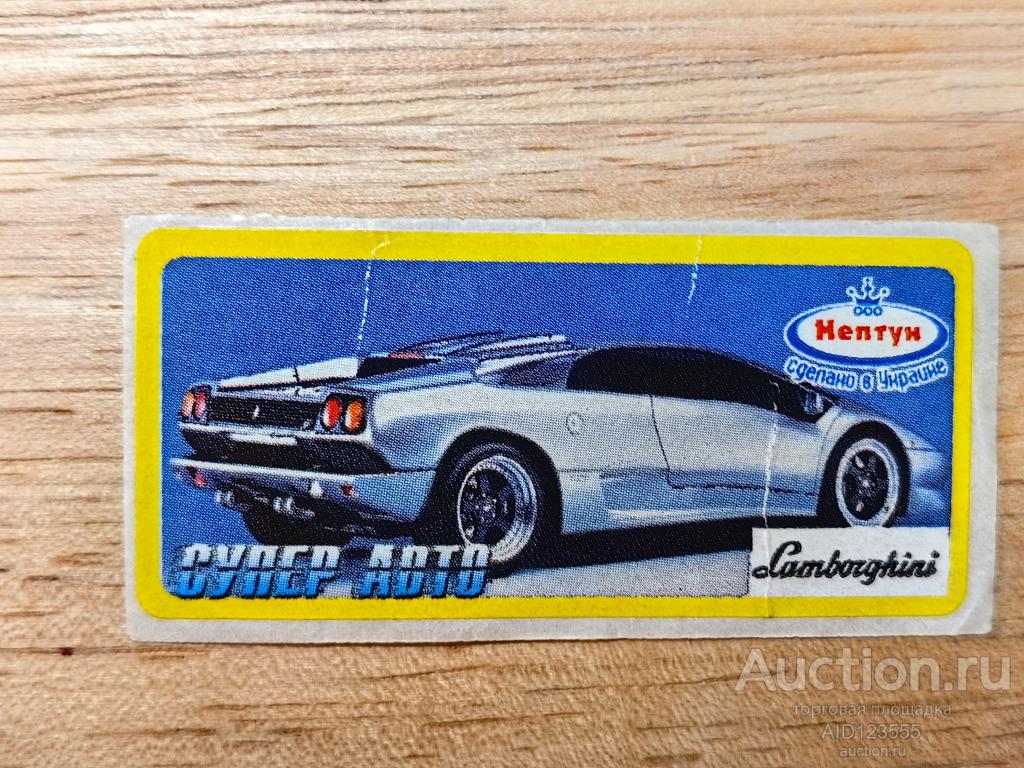 Нептун
сделано в Украине
СУПЕР АВТО
Lamborghini
Auction.ru
торговая площадка
AID123555
auction.ru